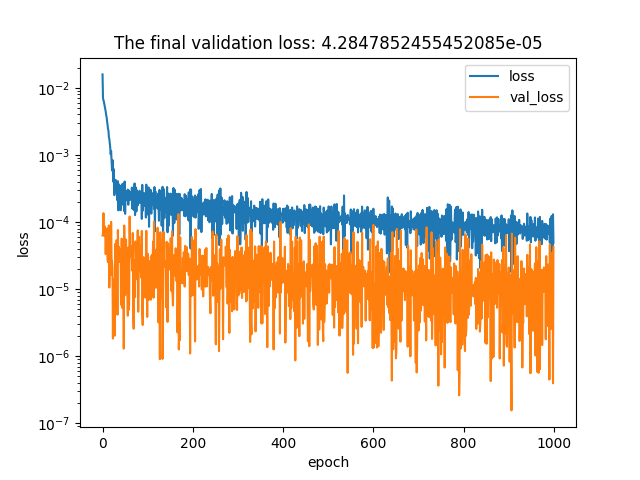 The final validation loss: 4.2847852455452085e-05
loss
val_loss
10⁻²
10⁻³
10⁻⁴
10⁻⁵
10⁻⁶
10⁻⁷
loss
0 200 400 600 800 1000
epoch